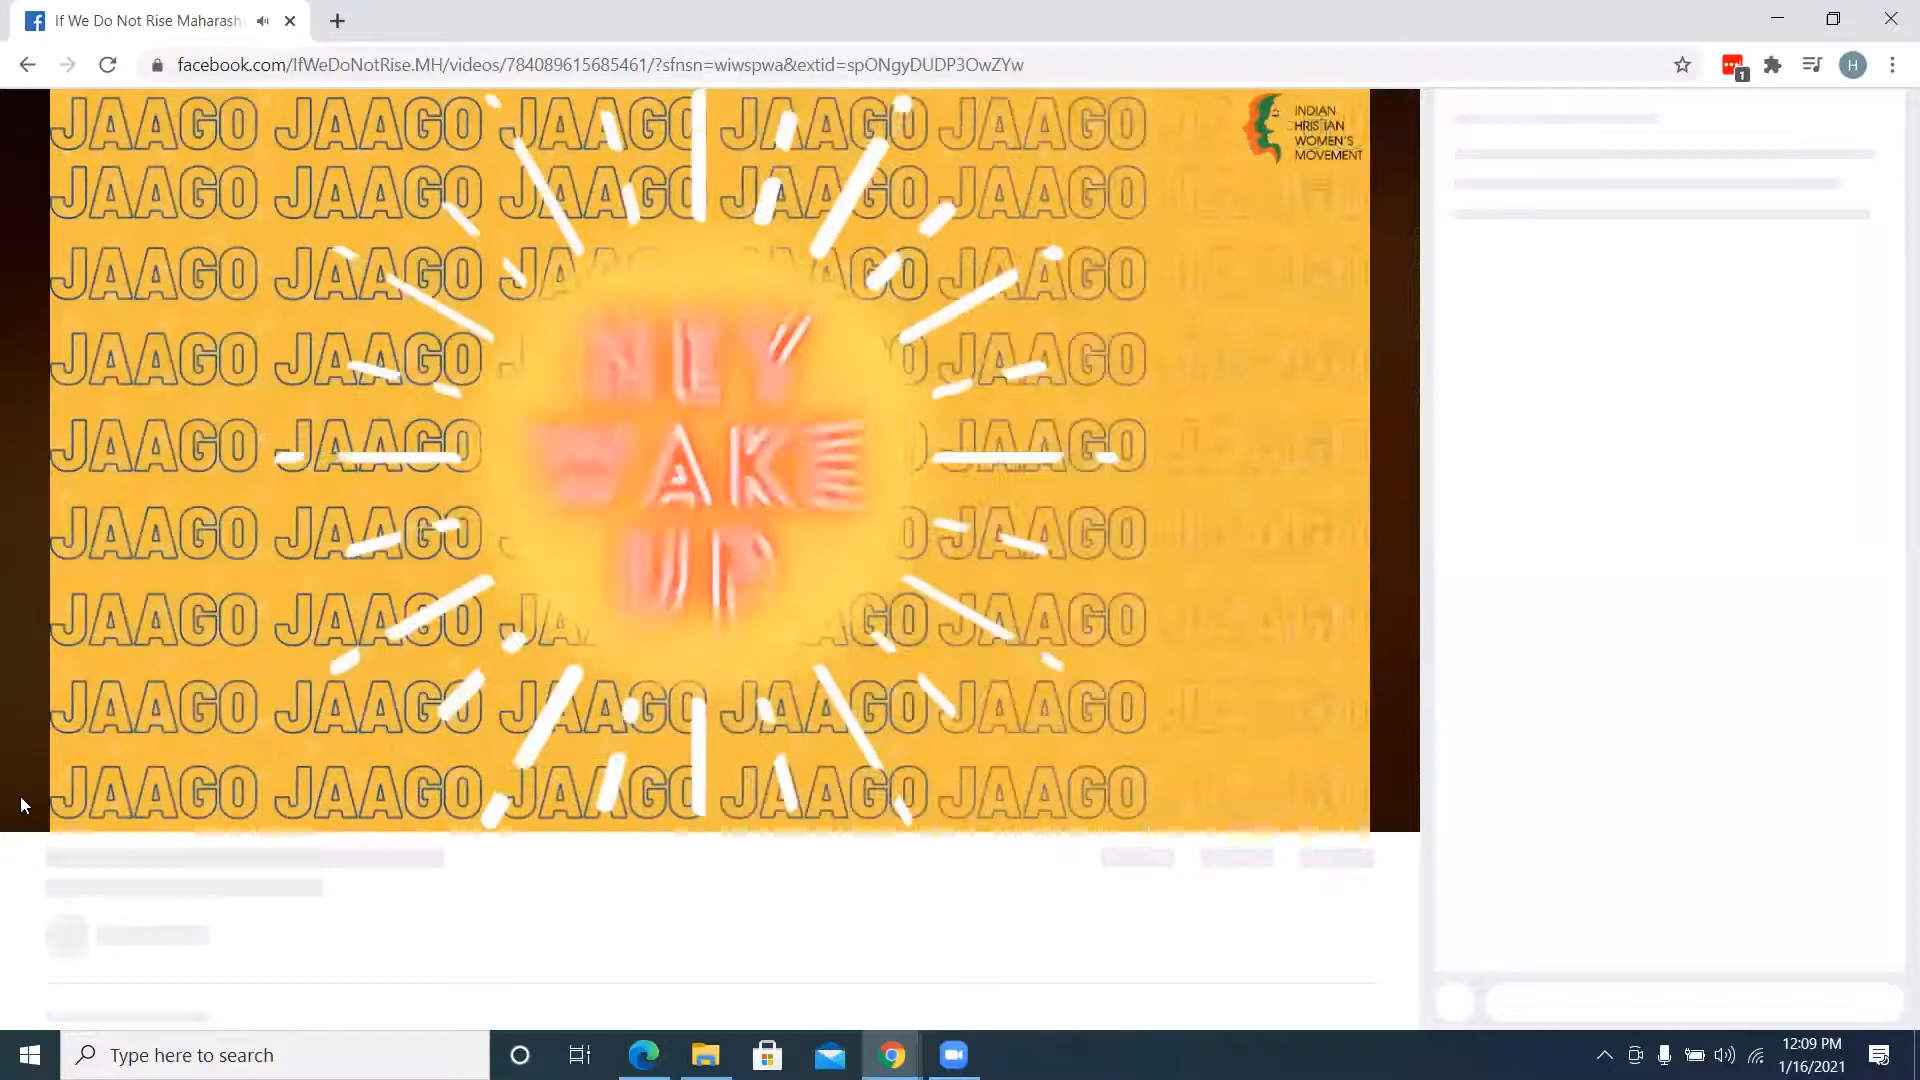 If We Do Not Rise Maharash
facebook.com/IfWeDoNotRise.MH/videos/784089615685461/?sfnsn=wiwspwa&extid=spONgyDUDP3OwZYw
1
H
JAAGO JAAGO JAAGO JAAGO JAAGO
INDIAN
HRISTIAN
WOMEN'S
MOVEMENT
JAAGO JAAGO JAAGO JAAGO JAAGO
JAAGO JAAGO JAAGO JAAGO
JAAGO JAAGO JAAGO
HEY
JAAGO JAAGO JAAGO
WAKE
JAAGO JAAGO JAAGO
UP
JAAGO JAAGO JAAGO JAAGO JAAGO
JAAGO JAAGO JAAGO JAAGO JAAGO
JAAGO JAAGO JAAGO JAAGO JAAGO
Type here to search
12:09 PM
1/16/2021